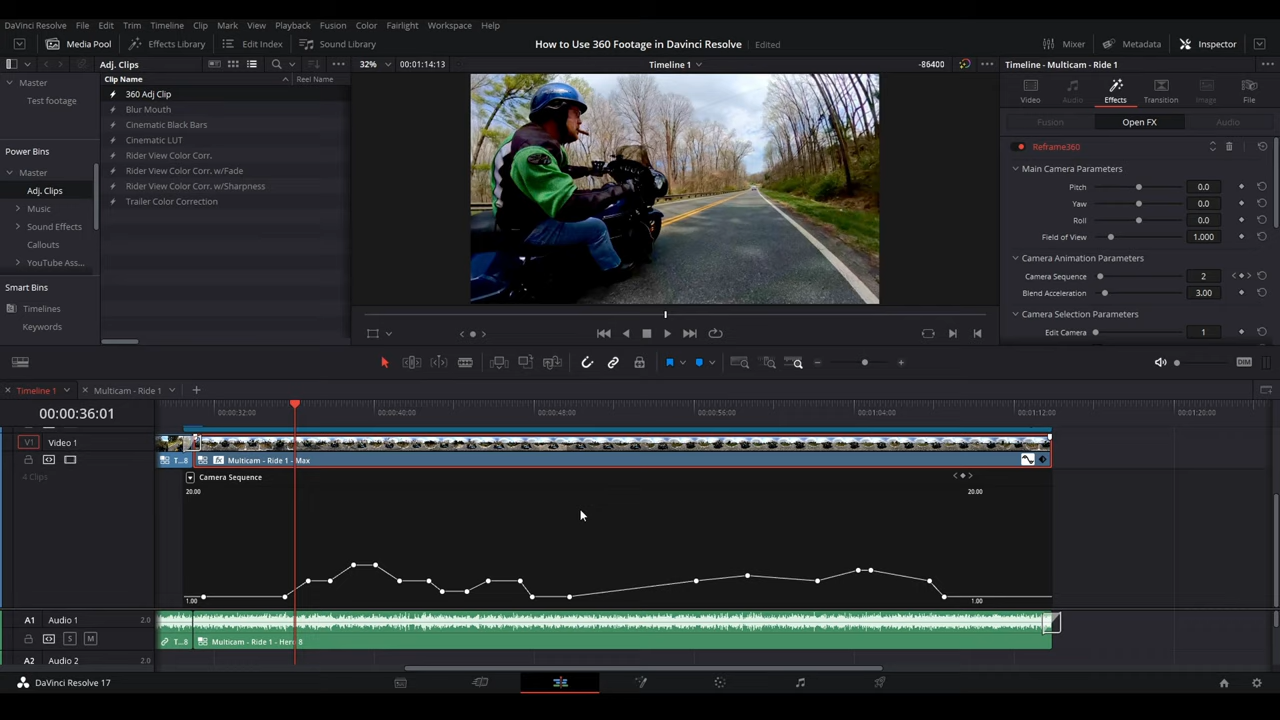 DaVinci Resolve File Edit Trim Timeline Clip Mark View Playback Fusion Color Fairlight Workspace Help
Media Pool Effects Library Edit Index Sound Library How to Use 360 Footage in Davinci Resolve Edited Mixer Metadata Inspector
Adj. Clips 32% 00:01:14:13 Timeline 1 -86400 Timeline - Multicam - Ride 1
Master
Test footage
Power Bins
Master
Adj. Clips
Music
Sound Effects
Callouts
YouTube Ass...
Smart Bins
Timelines
Keywords
Clip Name Reel Name
360 Adj Clip
Blur Mouth
Cinematic Black Bars
Cinematic LUT
Rider View Color Corr.
Rider View Color Corr. w/Fade
Rider View Color Corr. w/Sharpness
Trailer Color Correction
Video Audio Effects Transition Image File
Fusion Open FX Audio
Reframe360
Main Camera Parameters
Pitch 0.0
Yaw 0.0
Roll 0.0
Field of View 1.000
Camera Animation Parameters
Camera Sequence 2
Blend Acceleration 3.00
Camera Selection Parameters
Edit Camera 1
DIM
Timeline 1 Multicam - Ride 1
00:00:36:01 00:00:32:00 00:00:40:00 00:00:48:00 00:00:56:00 00:01:04:00 00:01:12:00 00:01:20:00
V1 Video 1
T...8 Multicam - Ride 1 - Max
4 Clips Camera Sequence
20.00 20.00
1.00 1.00
A1 Audio 1 2.0
S M T...8 Multicam - Ride 1 - Hero 8
A2 Audio 2 2.0
DaVinci Resolve 17